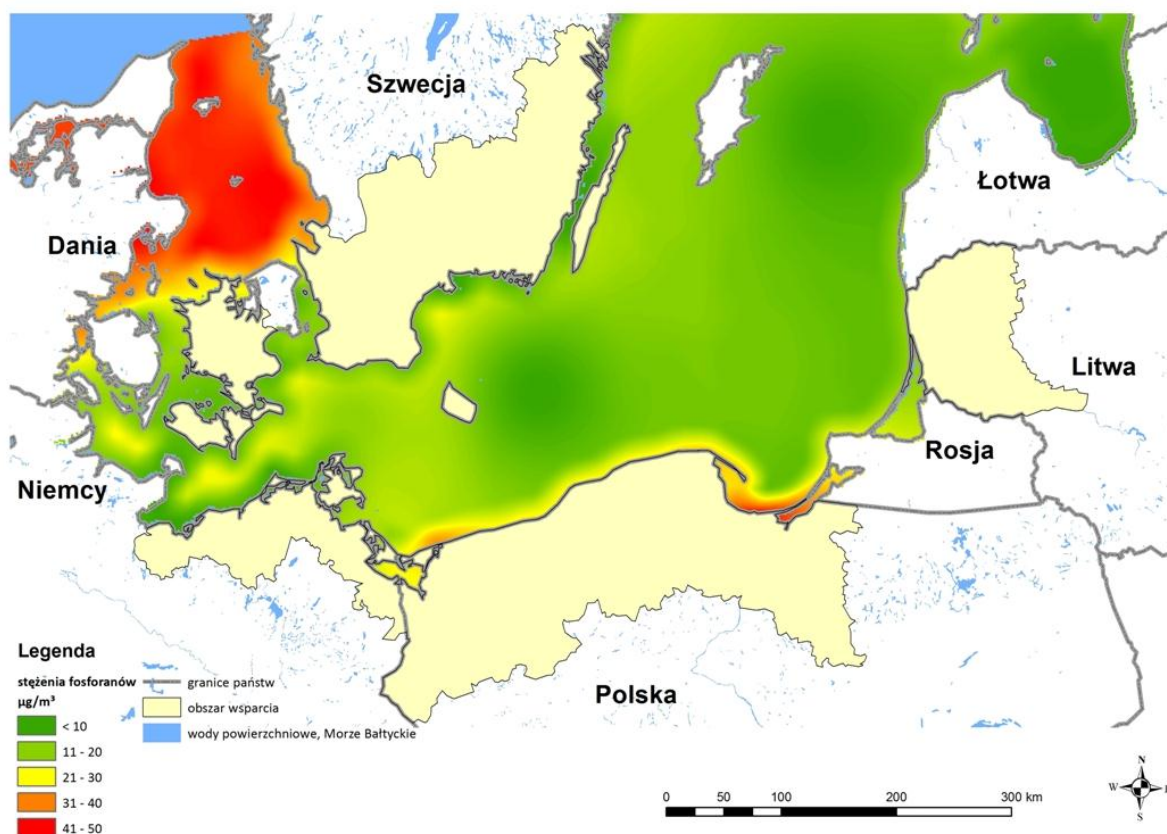 Szwecja
Łotwa
Dania
Litwa
Rosja
Niemcy
Polska
Legenda
stężenia fosforanów
µg/m³
< 10
11 - 20
21 - 30
31 - 40
41 - 50
granice państw
obszar wsparcia
wody powierzchniowe, Morze Bałtyckie
0 50 100 200 300 km
N
W E
S